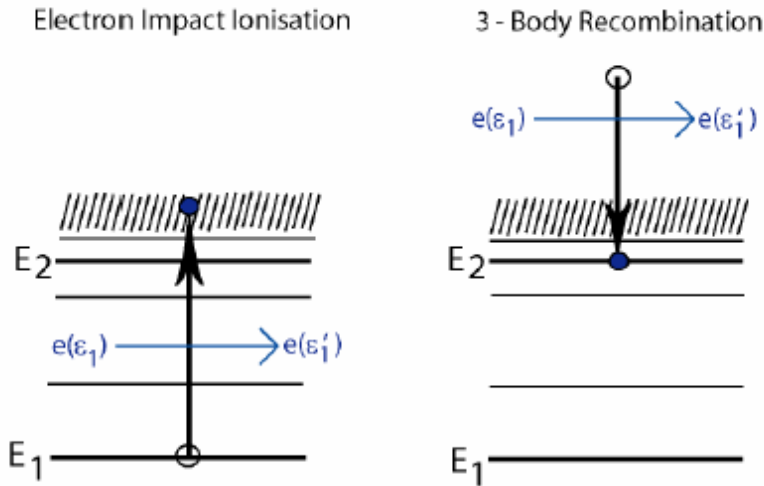 Electron Impact Ionisation
3 - Body Recombination
e(ε₁)
e(ε₁′)
E₂
E₂
e(ε₁)
e(ε₁′)
E₁
E₁